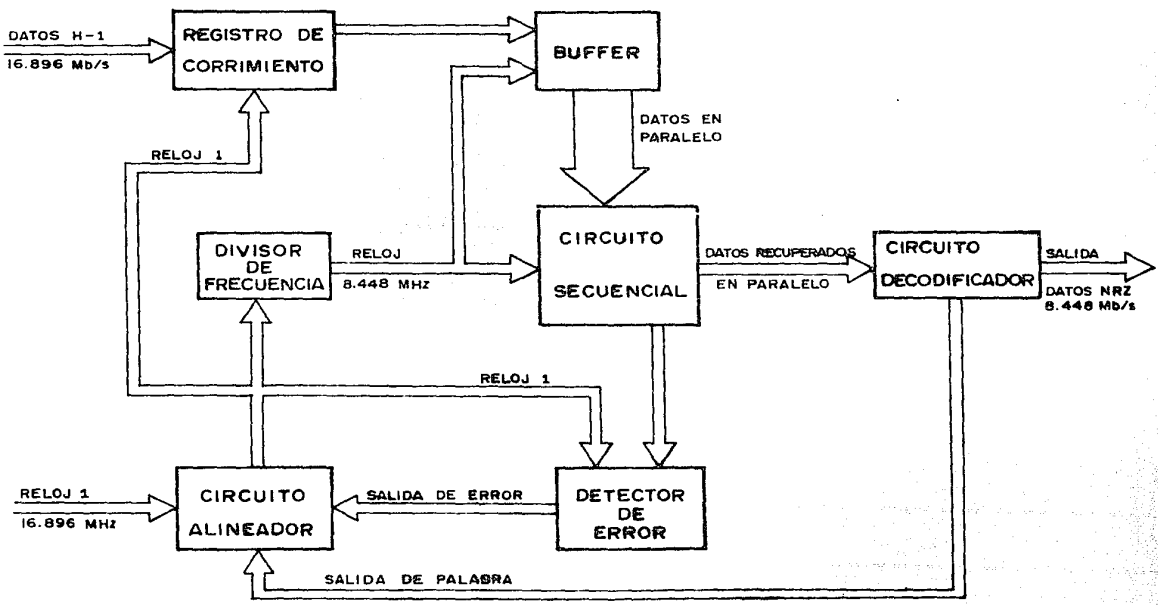 DATOS H-1
16.896 Mb/s
REGISTRO DE
CORRIMIENTO
BUFFER
DATOS EN
PARALELO
RELOJ 1
DIVISOR
DE
FRECUENCIA
RELOJ
8.448 MHZ
CIRCUITO
SECUENCIAL
DATOS RECUPERADOS
EN PARALELO
CIRCUITO
DECODIFICADOR
SALIDA
DATOS NRZ
8.448 Mb/s
RELOJ 1
RELOJ 1
16.896 MHZ
CIRCUITO
ALINEADOR
SALIDA DE ERROR
DETECTOR
DE
ERROR
SALIDA DE PALABRA